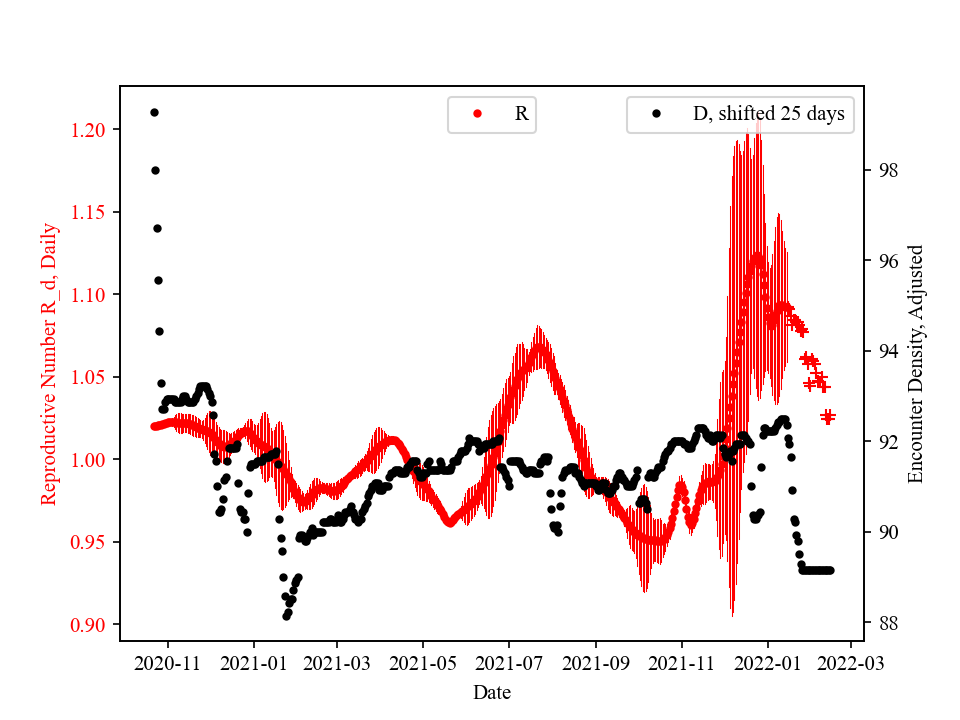 R
D, shifted 25 days
Reproductive Number R_d, Daily
1.20
1.15
1.10
1.05
1.00
0.95
0.90
98
96
94
92
90
88
Encounter Density, Adjusted
2020-11 2021-01 2021-03 2021-05 2021-07 2021-09 2021-11 2022-01 2022-03
Date